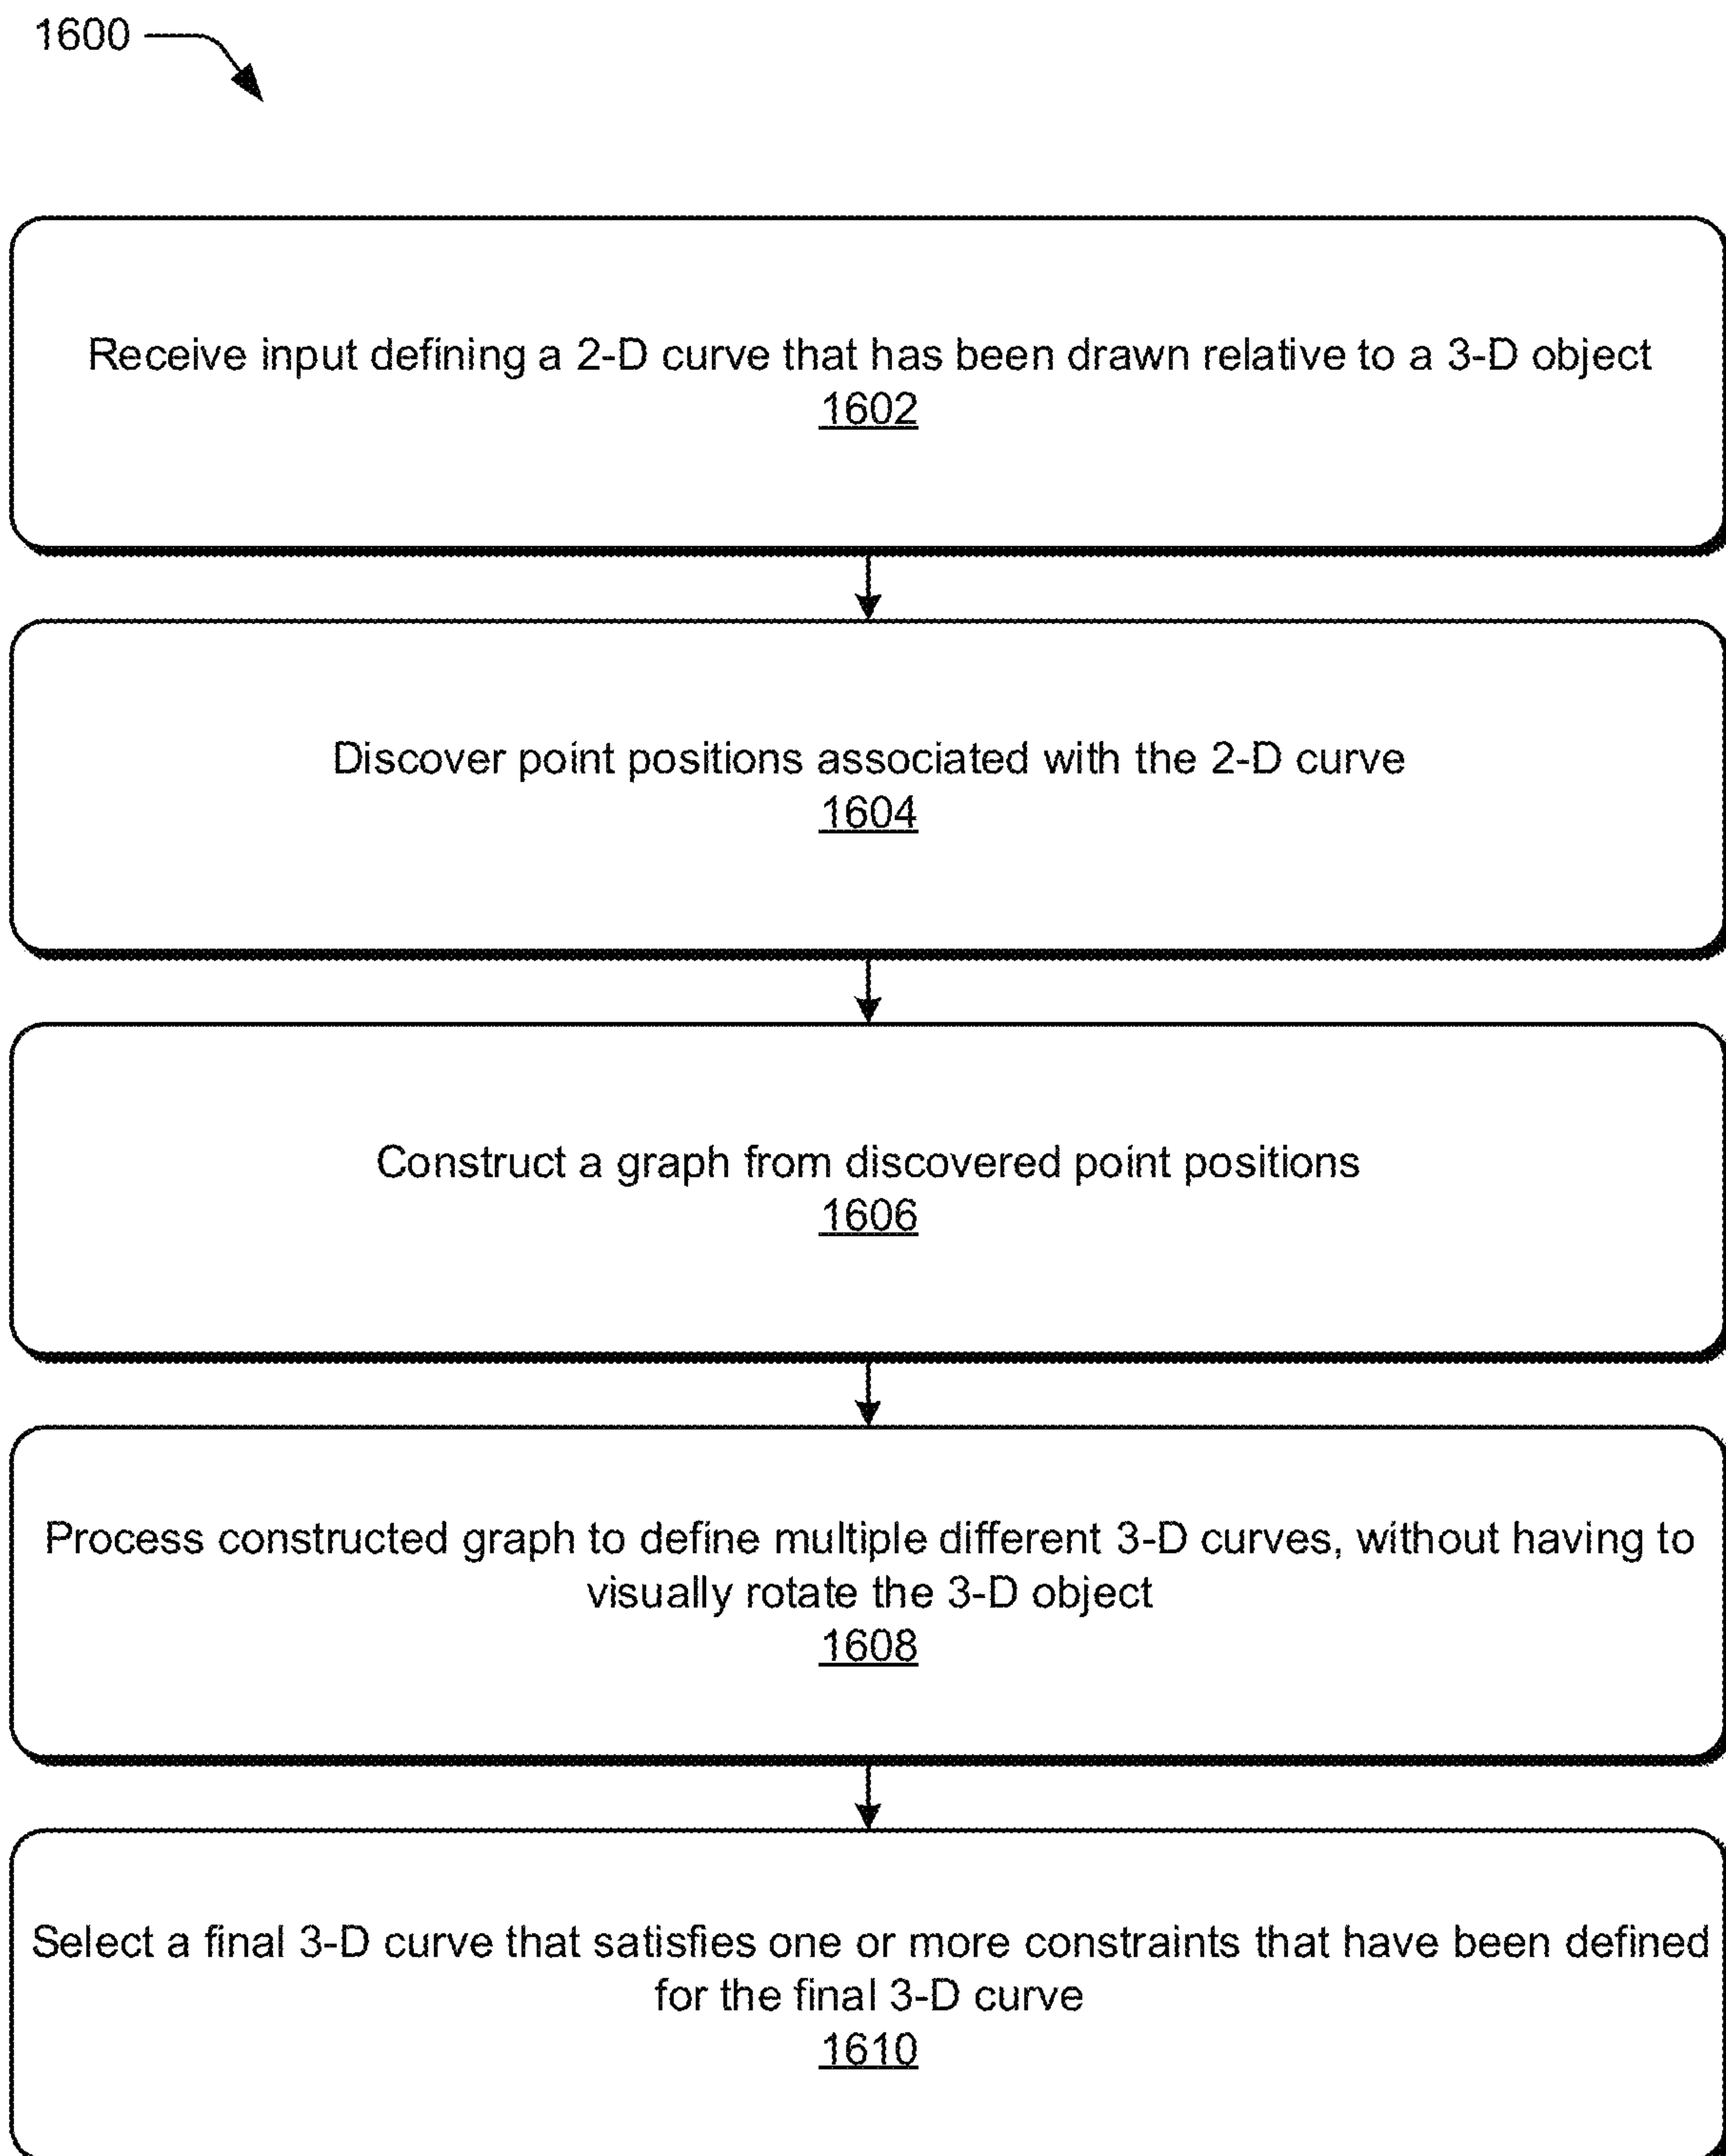 1600
Receive input defining a 2-D curve that has been drawn relative to a 3-D object
1602
Discover point positions associated with the 2-D curve
1604
Construct a graph from discovered point positions
1606
Process constructed graph to define multiple different 3-D curves, without having to
visually rotate the 3-D object
1608
Select a final 3-D curve that satisfies one or more constraints that have been defined
for the final 3-D curve
1610